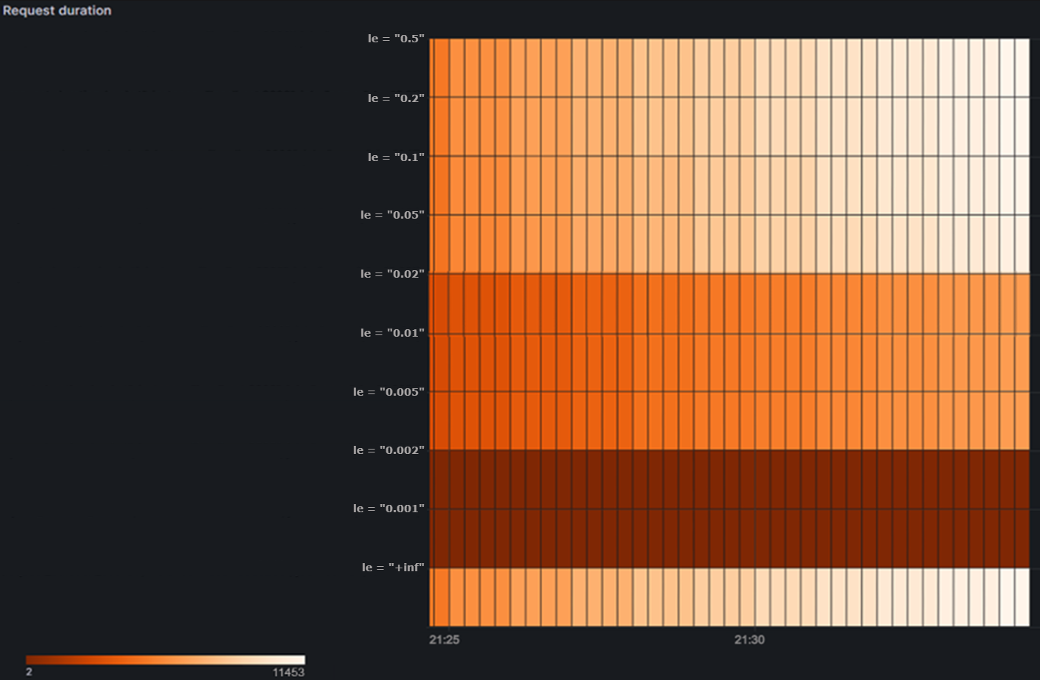 Request duration
le = "0.5"
le = "0.2"
le = "0.1"
le = "0.05"
le = "0.02"
le = "0.01"
le = "0.005"
le = "0.002"
le = "0.001"
le = "+inf"
21:25 21:30
2 11453